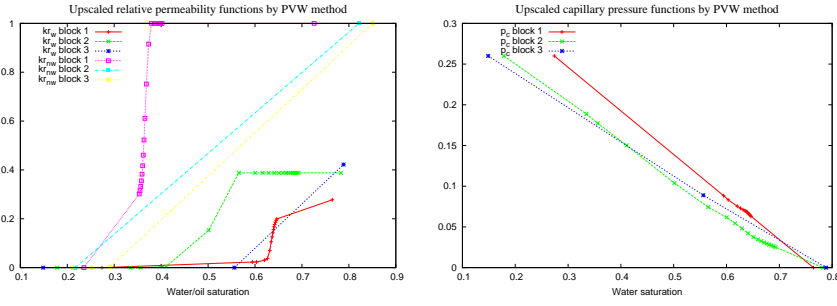 Upscaled relative permeability functions by PVW method
1
0.8
0.6
0.4
0.2
0
0.1 0.2 0.3 0.4 0.5 0.6 0.7 0.8 0.9
Water/oil saturation
kr_w block 1
kr_w block 2
kr_w block 3
kr_nw block 1
kr_nw block 2
kr_nw block 3
Upscaled capillary pressure functions by PVW method
0.3
0.25
0.2
0.15
0.1
0.05
0
0.1 0.2 0.3 0.4 0.5 0.6 0.7 0.8
Water saturation
p_c block 1
p_c block 2
p_c block 3